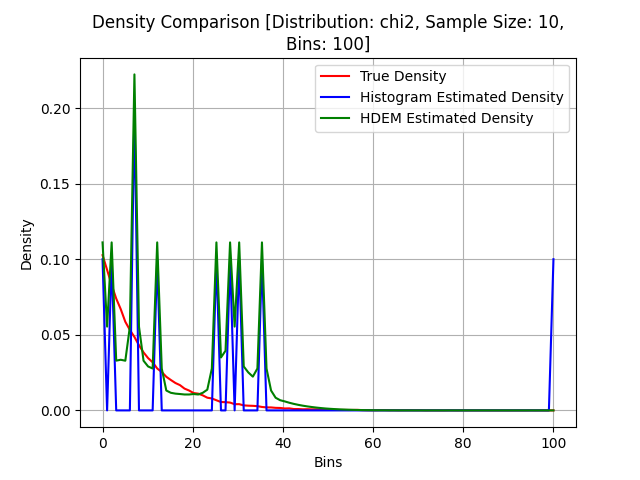 Density Comparison [Distribution: chi2, Sample Size: 10,
Bins: 100]
True Density
Histogram Estimated Density
HDEM Estimated Density
Density
0.20
0.15
0.10
0.05
0.00
0 20 40 60 80 100
Bins